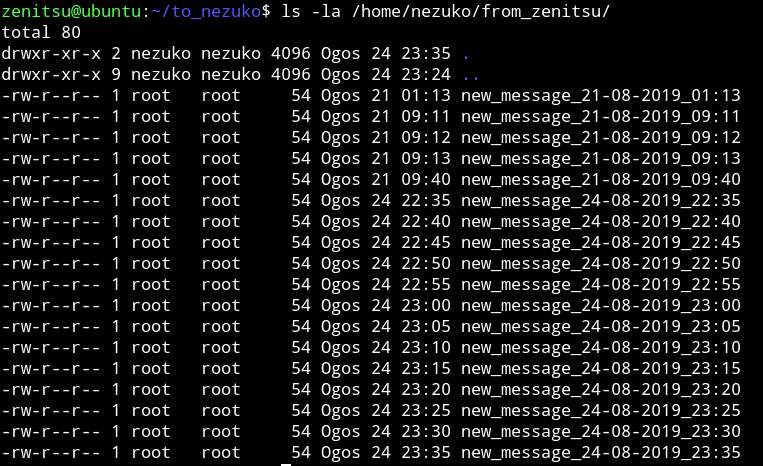 zenitsu@ubuntu:~/to_nezuko$ ls -la /home/nezuko/from_zenitsu/
total 80
drwxr-xr-x 2 nezuko nezuko 4096 Ogos 24 23:35 .
drwxr-xr-x 9 nezuko nezuko 4096 Ogos 24 23:24 ..
-rw-r--r-- 1 root   root     54 Ogos 21 01:13 new_message_21-08-2019_01:13
-rw-r--r-- 1 root   root     54 Ogos 21 09:11 new_message_21-08-2019_09:11
-rw-r--r-- 1 root   root     54 Ogos 21 09:12 new_message_21-08-2019_09:12
-rw-r--r-- 1 root   root     54 Ogos 21 09:13 new_message_21-08-2019_09:13
-rw-r--r-- 1 root   root     54 Ogos 21 09:40 new_message_21-08-2019_09:40
-rw-r--r-- 1 root   root     54 Ogos 24 22:35 new_message_24-08-2019_22:35
-rw-r--r-- 1 root   root     54 Ogos 24 22:40 new_message_24-08-2019_22:40
-rw-r--r-- 1 root   root     54 Ogos 24 22:45 new_message_24-08-2019_22:45
-rw-r--r-- 1 root   root     54 Ogos 24 22:50 new_message_24-08-2019_22:50
-rw-r--r-- 1 root   root     54 Ogos 24 22:55 new_message_24-08-2019_22:55
-rw-r--r-- 1 root   root     54 Ogos 24 23:00 new_message_24-08-2019_23:00
-rw-r--r-- 1 root   root     54 Ogos 24 23:05 new_message_24-08-2019_23:05
-rw-r--r-- 1 root   root     54 Ogos 24 23:10 new_message_24-08-2019_23:10
-rw-r--r-- 1 root   root     54 Ogos 24 23:15 new_message_24-08-2019_23:15
-rw-r--r-- 1 root   root     54 Ogos 24 23:20 new_message_24-08-2019_23:20
-rw-r--r-- 1 root   root     54 Ogos 24 23:25 new_message_24-08-2019_23:25
-rw-r--r-- 1 root   root     54 Ogos 24 23:30 new_message_24-08-2019_23:30
-rw-r--r-- 1 root   root     54 Ogos 24 23:35 new_message_24-08-2019_23:35